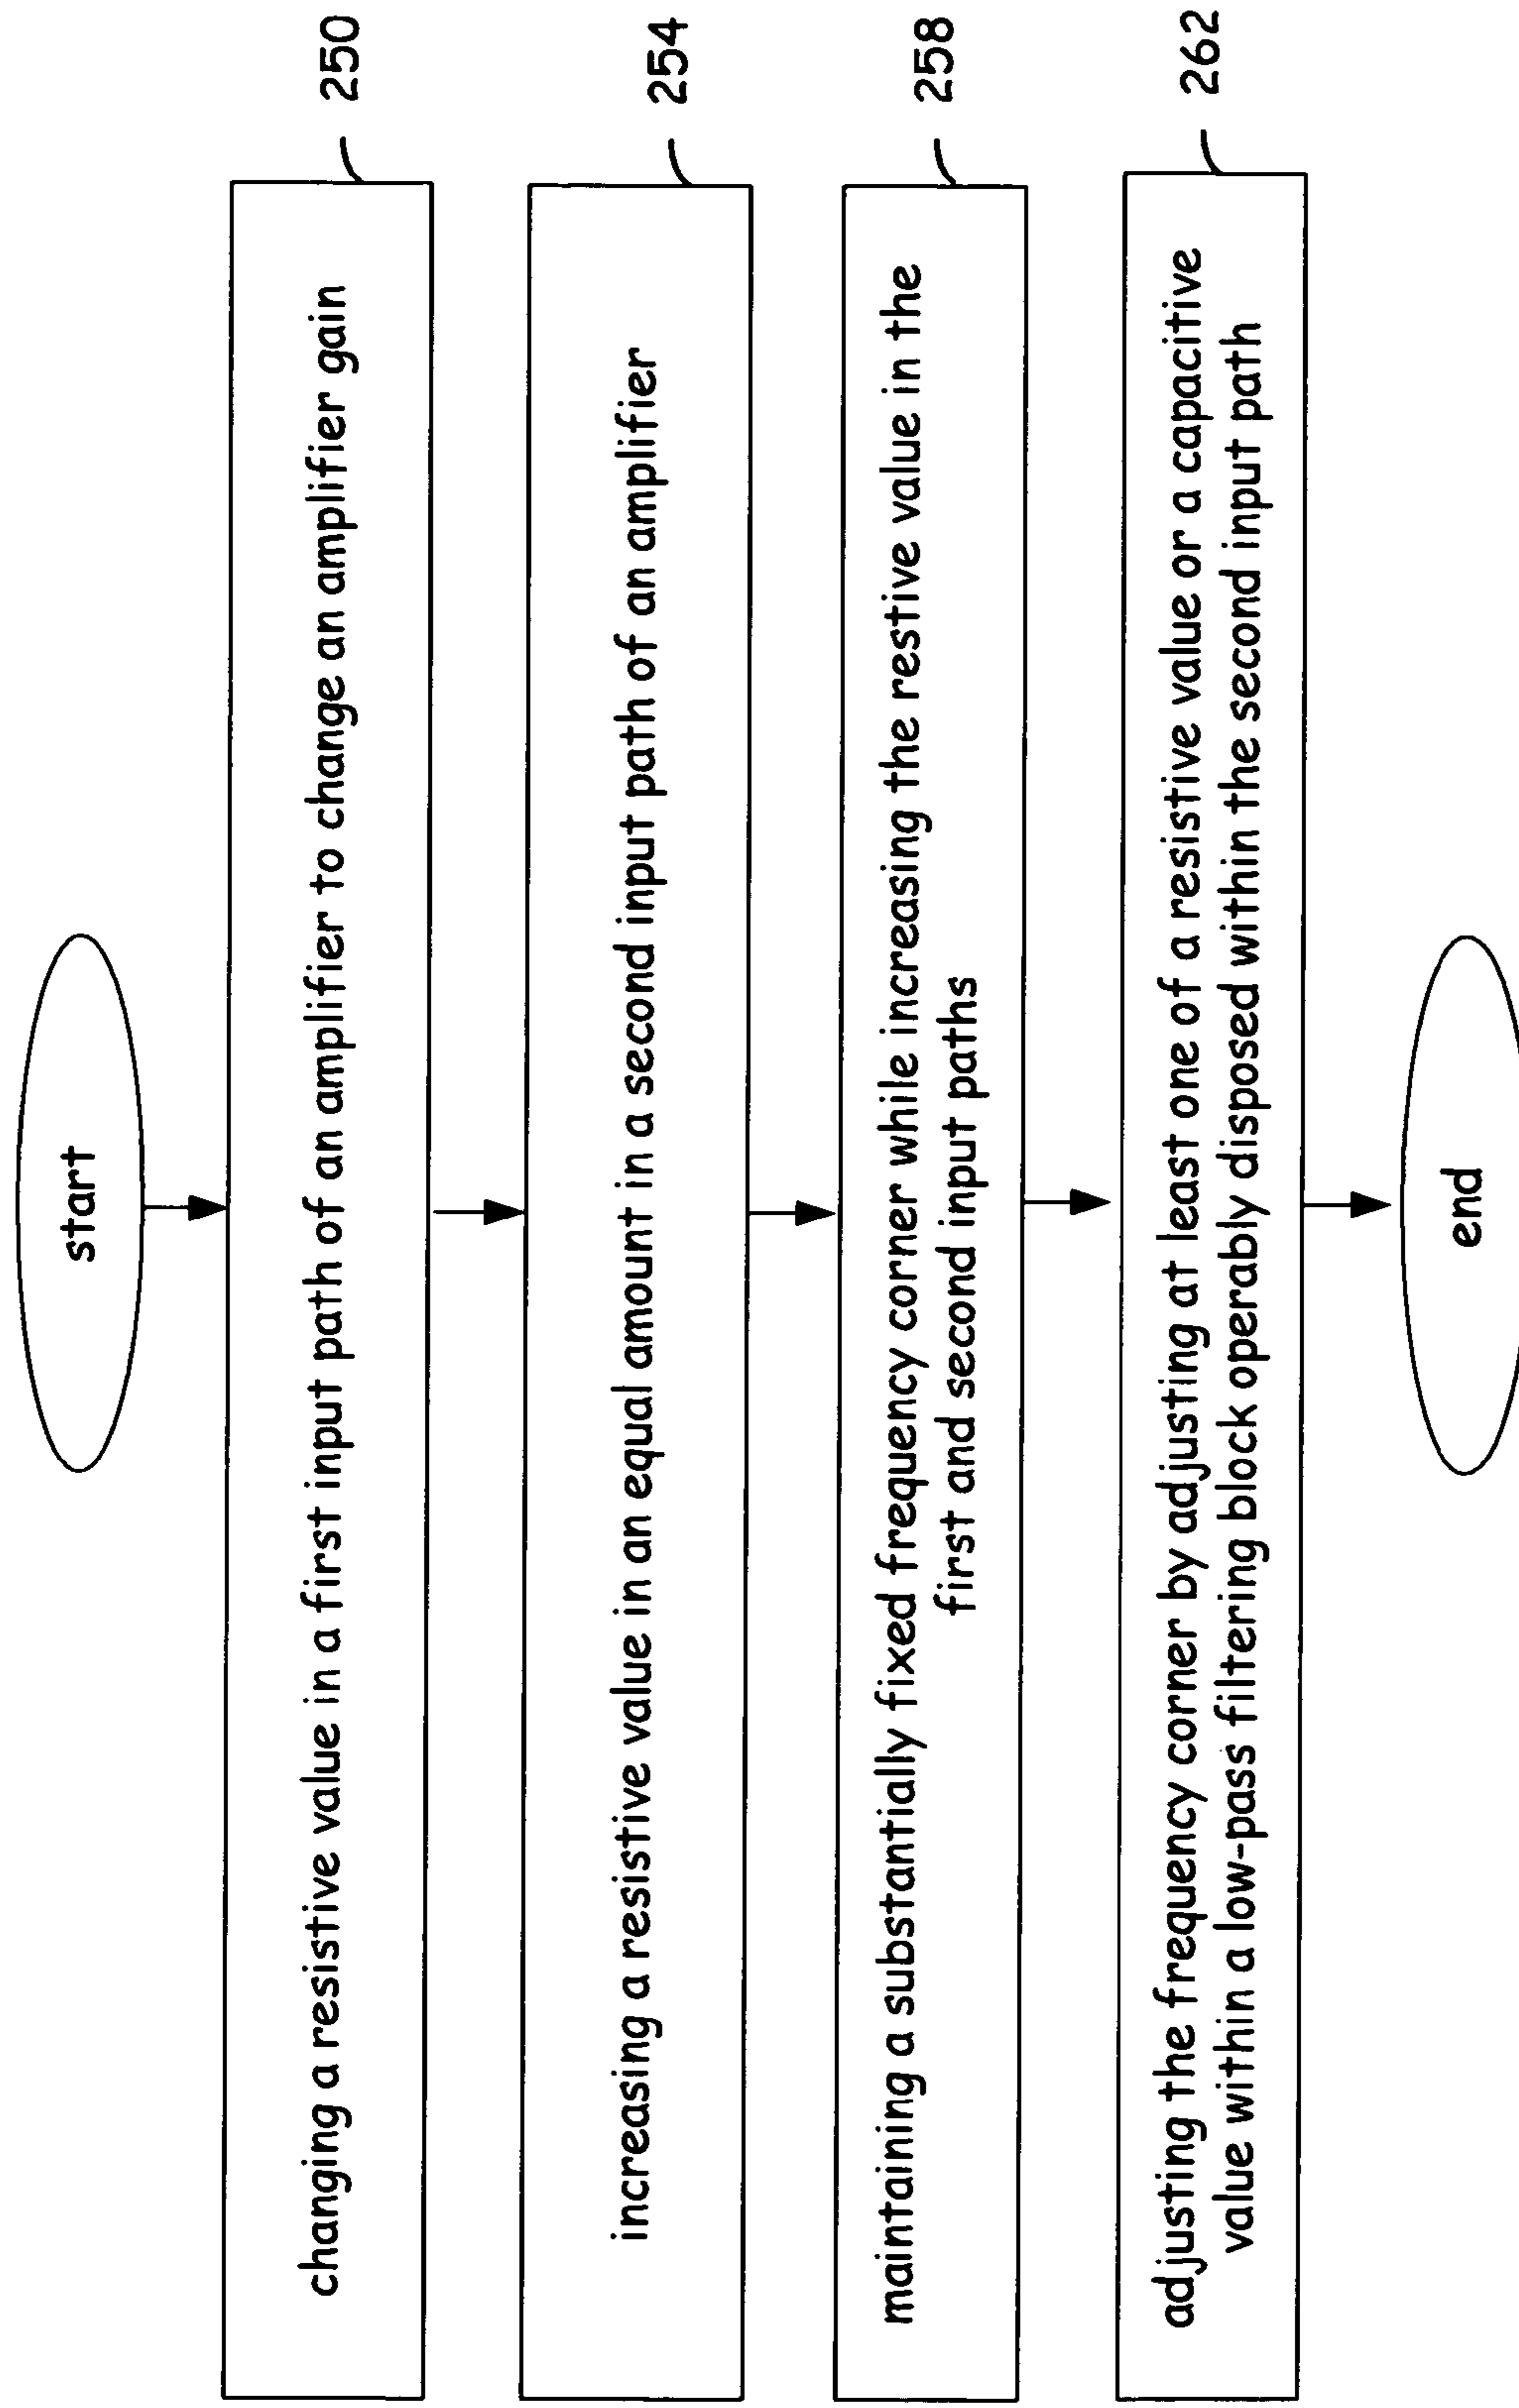 start
changing a resistive value in a first input path of an amplifier to change an amplifier gain
250
increasing a resistive value in an equal amount in a second input path of an amplifier
254
maintaining a substantially fixed frequency corner while increasing the restive value in the
first and second input paths
258
adjusting the frequency corner by adjusting at least one of a resistive value or a capacitive
value within a low-pass filtering block operably disposed within the second input path
262
end